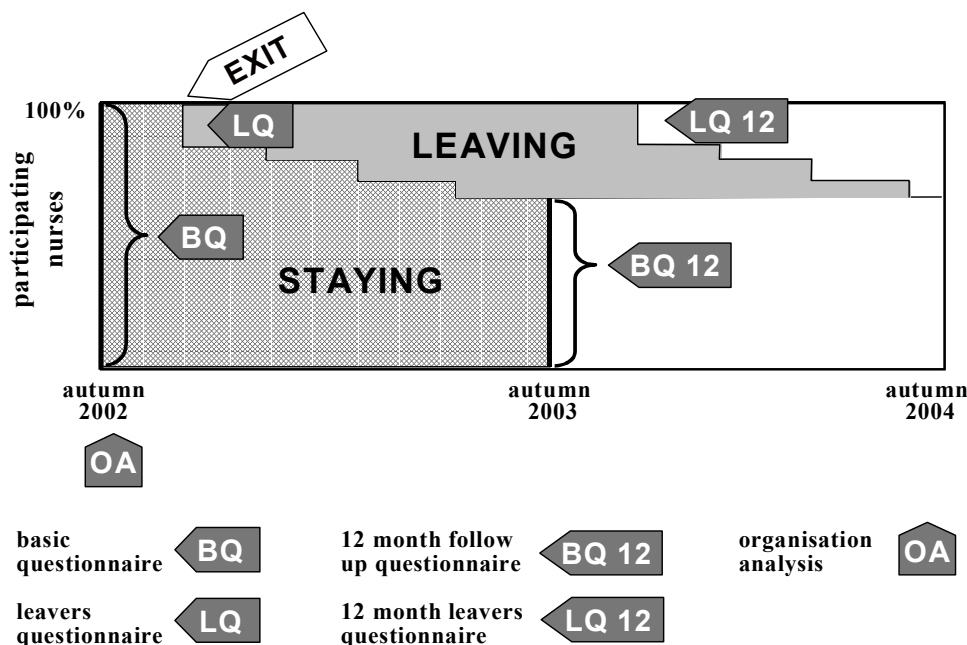 EXIT
100%
LQ
LQ 12
LEAVING
participating
nurses
BQ
BQ 12
STAYING
autumn
2002
autumn
2003
autumn
2004
OA
basic
questionnaire
BQ
12 month follow
up questionnaire
BQ 12
organisation
analysis
OA
leavers
questionnaire
LQ
12 month leavers
questionnaire
LQ 12